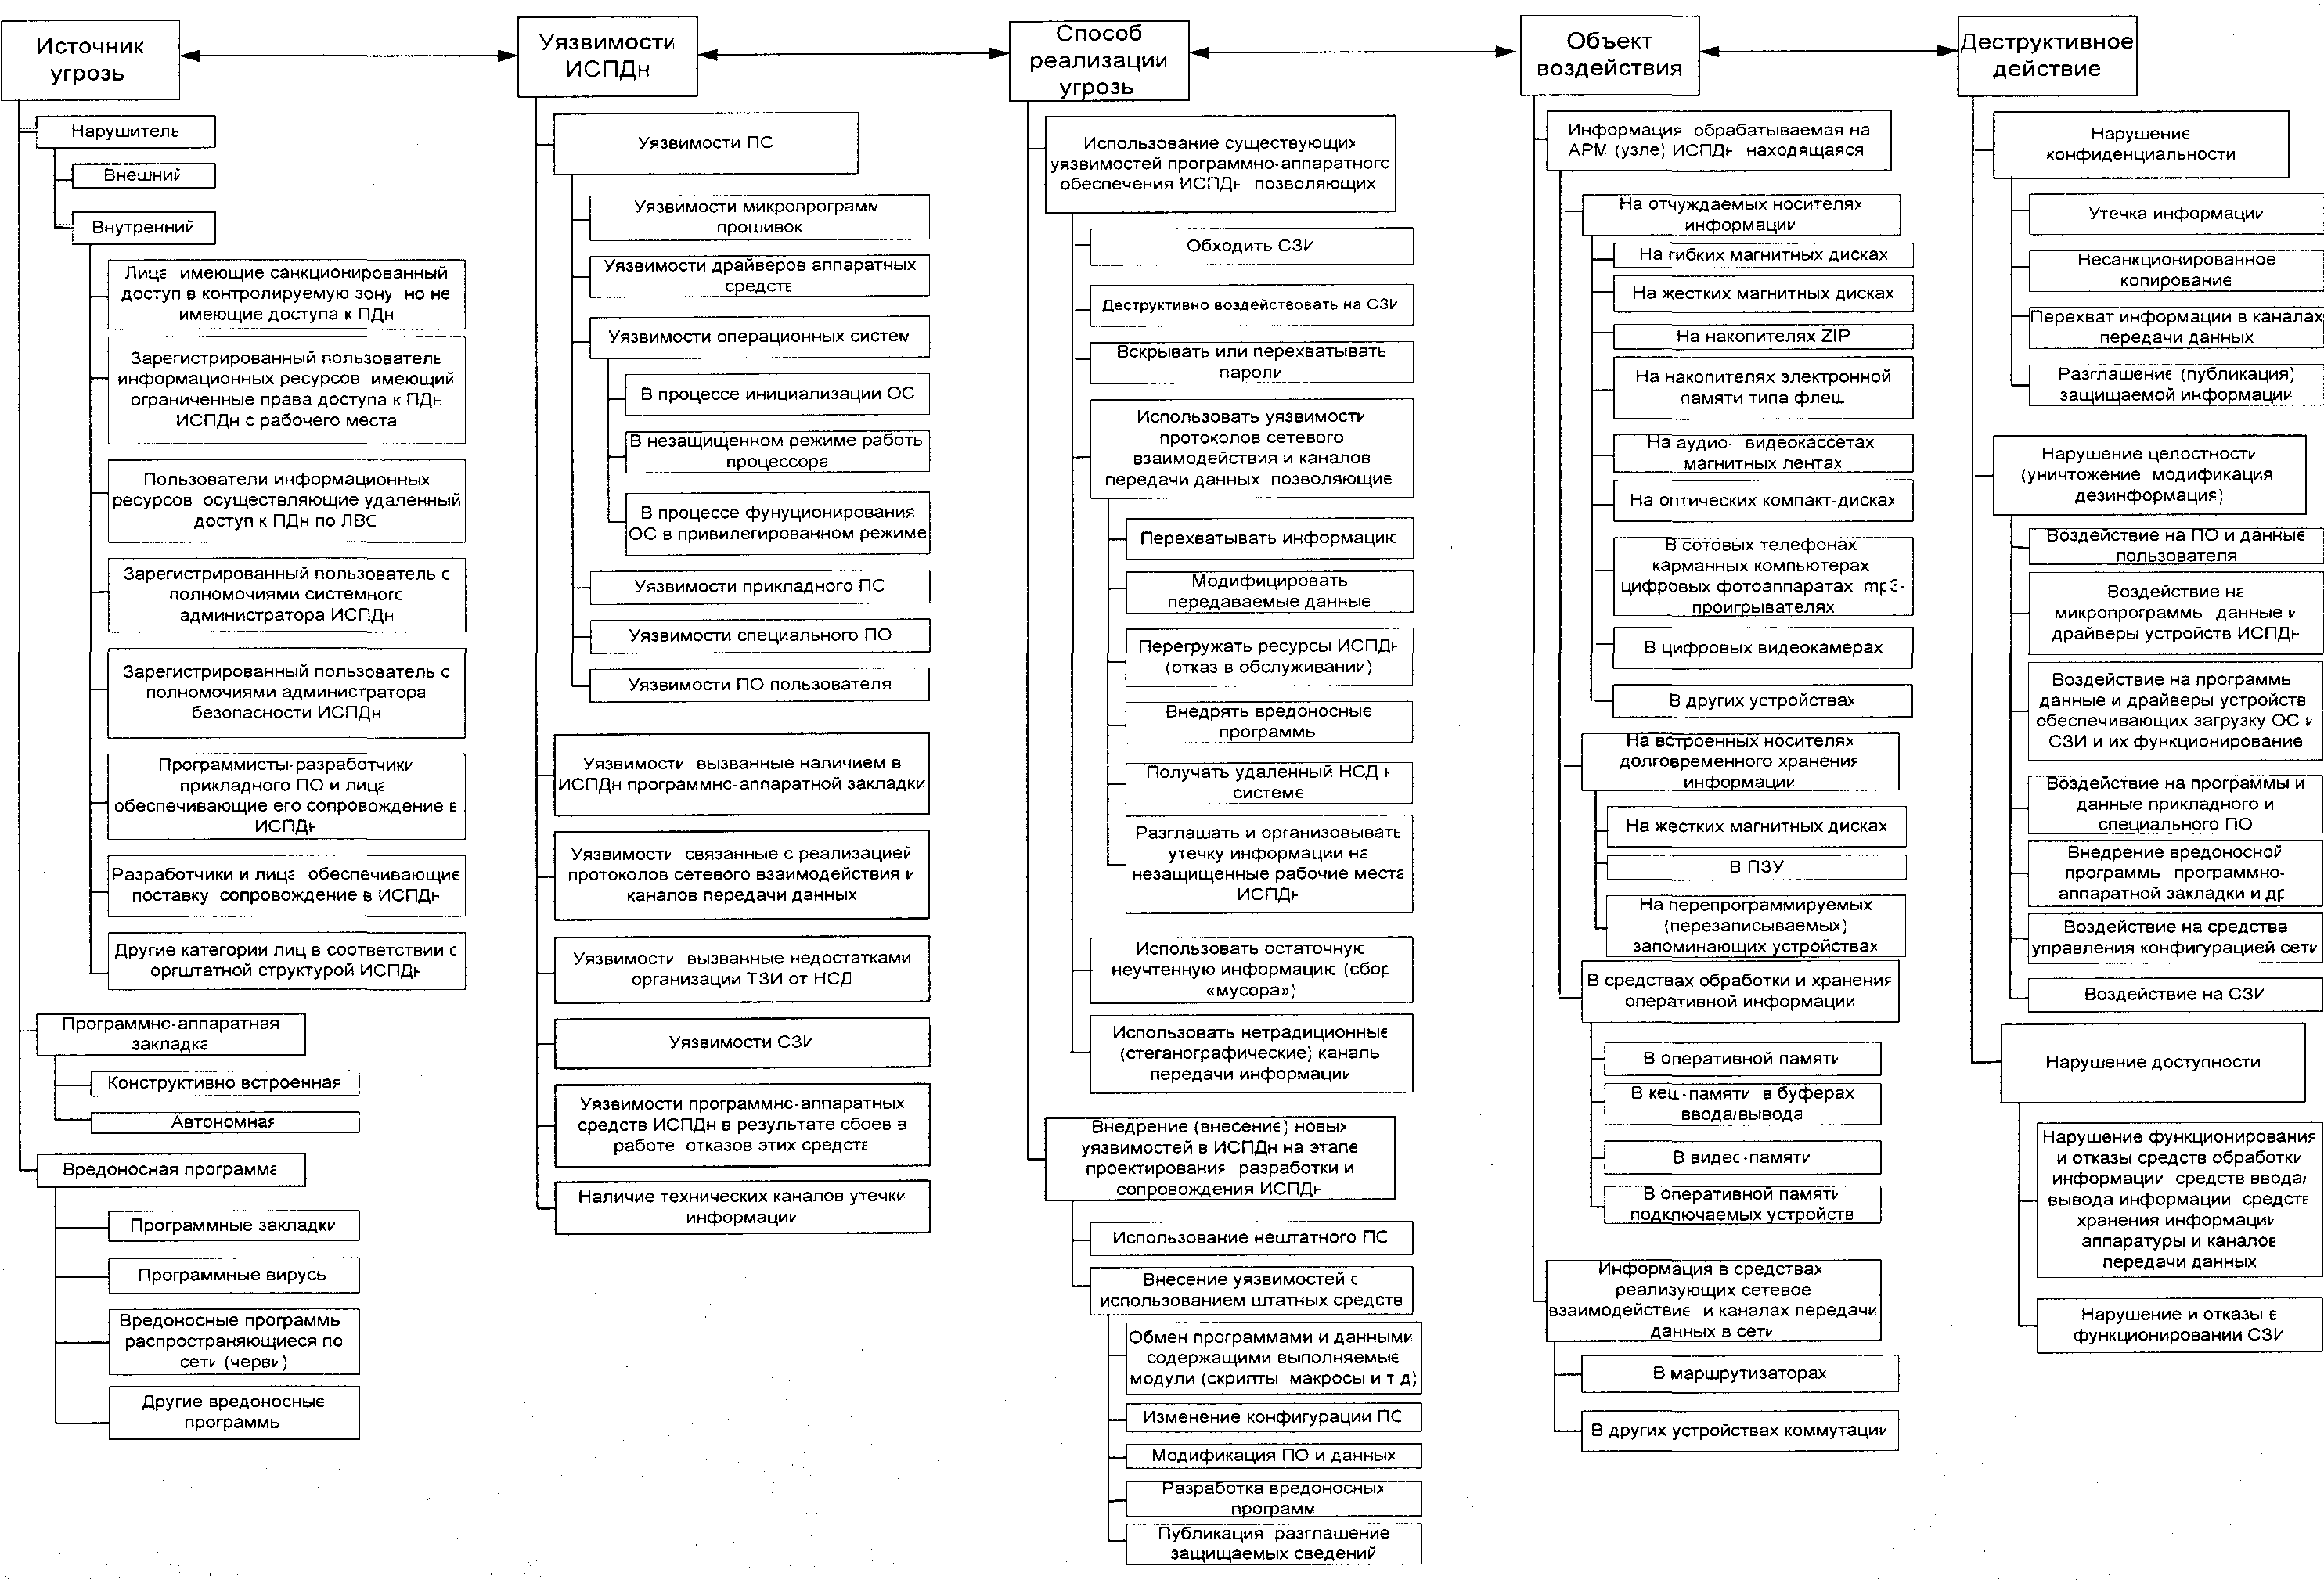 Источник
угрозь
Уязвимости
ИСПДн
Способ
реализации
угрозь
Объект
воздействия
Деструктивное
действие
Нарушитель
Внешний
Внутренний
Лица имеющие санкционированный
доступ в контролируемую зону но не
имеющие доступа к ПДн
Зарегистрированный пользователь
информационных ресурсов имеющий
ограниченные права доступа к ПДн
ИСПДн с рабочего места
Пользователи информационных
ресурсов осуществляющие удаленный
доступ к ПДн по ЛВС
Зарегистрированный пользователь с
полномочиями системного
администратора ИСПДн
Зарегистрированный пользователь с
полномочиями администратора
безопасности ИСПДн
Программисты-разработчики
прикладного ПО и лица
обеспечивающие его сопровождение в
ИСПДн
Разработчики и лица обеспечивающие
поставку сопровождение в ИСПДн
Другие категории лиц в соответствии с
оргштатной структурой ИСПДн
Программно-аппаратная
закладка
Конструктивно встроенная
Автономная
Вредоносная программа
Программные закладки
Программные вирусь
Вредоносные программь
распространяющиеся по
сети (черви)
Другие вредоносные
программь
Уязвимости ПС
Уязвимости микропрограмм
прошивок
Уязвимости драйверов аппаратных
средств
Уязвимости операционных систем
В процессе инициализации ОС
В незащищенном режиме работы
процессора
В процессе фунуционирования
ОС в привилегированном режиме
Уязвимости прикладного ПС
Уязвимости специального ПО
Уязвимости ПО пользователя
Уязвимости вызванные наличием в
ИСПДн программно-аппаратной закладки
Уязвимости связанные с реализацией
протоколов сетевого взаимодействия и
каналов передачи данных
Уязвимости вызванные недостатками
организации ТЗИ от НСД
Уязвимости СЗИ
Уязвимости программно-аппаратных
средств ИСПДн в результате сбоев в
работе отказов этих средств
Наличие технических каналов утечки
информации
Использование существующих
уязвимостей программно-аппаратного
обеспечения ИСПДн позволяющих
Обходить СЗИ
Деструктивно воздействовать на СЗИ
Вскрывать или перехватывать
пароли
Использовать уязвимости
протоколов сетевого
взаимодействия и каналов
передачи данных позволяющие
Перехватывать информацию
Модифицировать
передаваемые данные
Перегружать ресурсы ИСПДн
(отказ в обслуживании)
Внедрять вредоносные
программь
Получать удаленный НСД к
системе
Разглашать и организовывать
утечку информации на
незащищенные рабочие места
ИСПДн
Использовать остаточную
неучтенную информацию (сбор
«мусора»)
Использовать нетрадиционные
(стеганографические) каналь
передачи информации
Внедрение (внесение) новых
уязвимостей в ИСПДн на этапе
проектирования разработки и
сопровождения ИСПДн
Использование нештатного ПС
Внесение уязвимостей с
использованием штатных средств
Обмен программами и данными
содержащими выполняемые
модули (скрипты макросы и т д)
Изменение конфигурации ПС
Модификация ПО и данных
Разработка вредоносных
программ
Публикация разглашение
защищаемых сведений
Информация обрабатываемая на
АРМ (узле) ИСПДн находящаяся
На отчуждаемых носителях
информации
На гибких магнитных дисках
На жестких магнитных дисках
На накопителях ZIP
На накопителях электронной
памяти типа флеш
На аудио- видеокассетах
магнитных лентах
На оптических компакт-дисках
В сотовых телефонах
карманных компьютерах
цифровых фотоаппаратах mp3-
проигрывателях
В цифровых видеокамерах
В других устройствах
На встроенных носителях
долговременного хранения
информации
На жестких магнитных дисках
В ПЗУ
На перепрограммируемых
(перезаписываемых)
запоминающих устройствах
В средствах обработки и хранения
оперативной информации
В оперативной памяти
В кеш-памяти в буферах
ввода/вывода
В видео-памяти
В оперативной памяти
подключаемых устройств
Информация в средствах
реализующих сетевое
взаимодействие и каналах передачи
данных в сети
В маршрутизаторах
В других устройствах коммутации
Нарушение
конфиденциальности
Утечка информации
Несанкционированное
копирование
Перехват информации в каналах
передачи данных
Разглашение (публикация)
защищаемой информации
Нарушение целостности
(уничтожение модификация
дезинформация)
Воздействие на ПО и данные
пользователя
Воздействие на
микропрограммь данные и
драйверы устройств ИСПДн
Воздействие на программь
данные и драйверы устройств
обеспечивающих загрузку ОС и
СЗИ и их функционирование
Воздействие на программы и
данные прикладного и
специального ПО
Внедрение вредоносной
программь программно-
аппаратной закладки и др
Воздействие на средства
управления конфигурацией сети
Воздействие на СЗИ
Нарушение доступности
Нарушение функционирования
и отказы средств обработки
информации средств ввода/
вывода информации средств
хранения информации
аппаратуры и каналов
передачи данных
Нарушение и отказы в
функционировании СЗИ